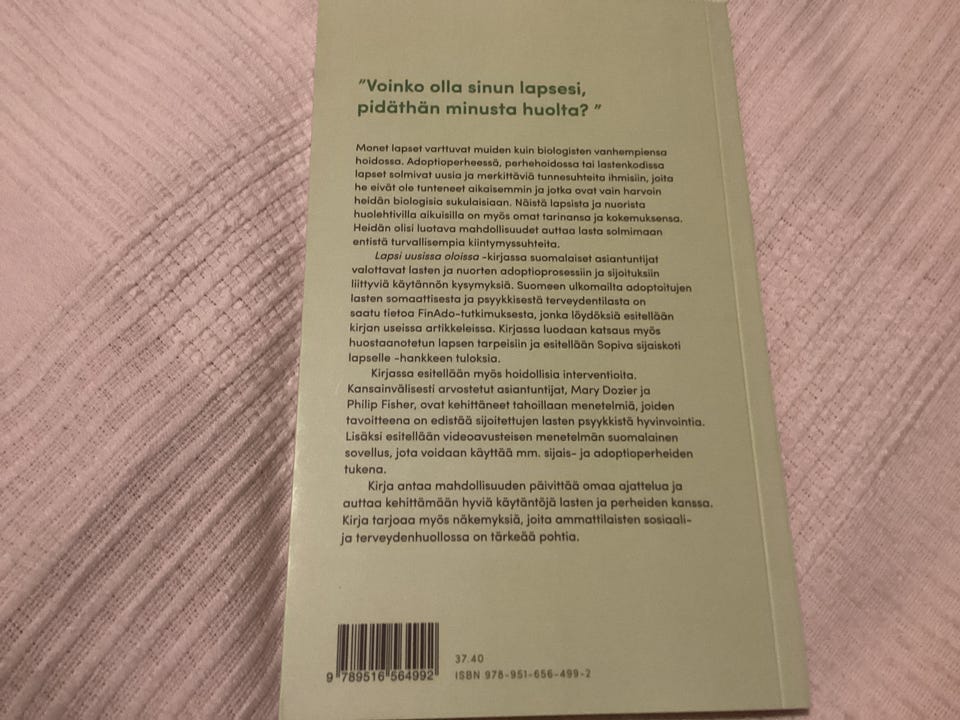 ”Voinko olla sinun lapsesi,
pidäthän minusta huolta? ”
Monet lapset varttuvat muiden kuin biologisten vanhempiensa
hoidossa. Adoptioperheessä, perhehoidossa tai lastenkodissa
lapset solmivat uusia ja merkittäviä tunnesuhteita ihmisiin, joita
he eivät ole tunteneet aikaisemmin ja jotka ovat vain harvoin
heidän biologisia sukulaisiaan. Näistä lapsista ja nuorista
huolehtivilla aikuisilla on myös omat tarinansa ja kokemuksensa.
Heidän olisi luotava mahdollisuudet auttaa lasta solmimaan
entistä turvallisempia kiintymyssuhteita.
Lapsi uusissa oloissa -kirjassa suomalaiset asiantuntijat
valottavat lasten ja nuorten adoptioprosessiin ja sijoituksiin
liittyviä käytännön kysymyksiä. Suomeen ulkomailta adoptoitujen
lasten somaattisesta ja psyykkisestä terveydentilasta on
saatu tietoa FinAdo-tutkimuksesta, jonka löydöksiä esitellään
kirjan useissa artikkeleissa. Kirjassa luodaan katsaus myös
huostaanotetun lapsen tarpeisiin ja esitellään Sopiva sijaiskoti
lapselle -hankkeen tuloksia.
Kirjassa esitellään myös hoidollisia interventioita.
Kansainvälisesti arvostetut asiantuntijat, Mary Dozier ja
Philip Fisher, ovat kehittäneet tahoillaan menetelmiä, joiden
tavoitteena on edistää sijoitettujen lasten psyykkistä hyvinvointia.
Lisäksi esitellään videoavusteisen menetelmän suomalainen
sovellus, jota voidaan käyttää mm. sijais- ja adoptioperheiden
tukena.
Kirja antaa mahdollisuuden päivittää omaa ajattelua ja
auttaa kehittämään hyviä käytäntöjä lasten ja perheiden kanssa.
Kirja tarjoaa myös näkemyksiä, joita ammattilaisten sosiaali-
ja terveydenhuollossa on tärkeää pohtia.
37.40
ISBN 978-951-656-499-2
9 789516 564992